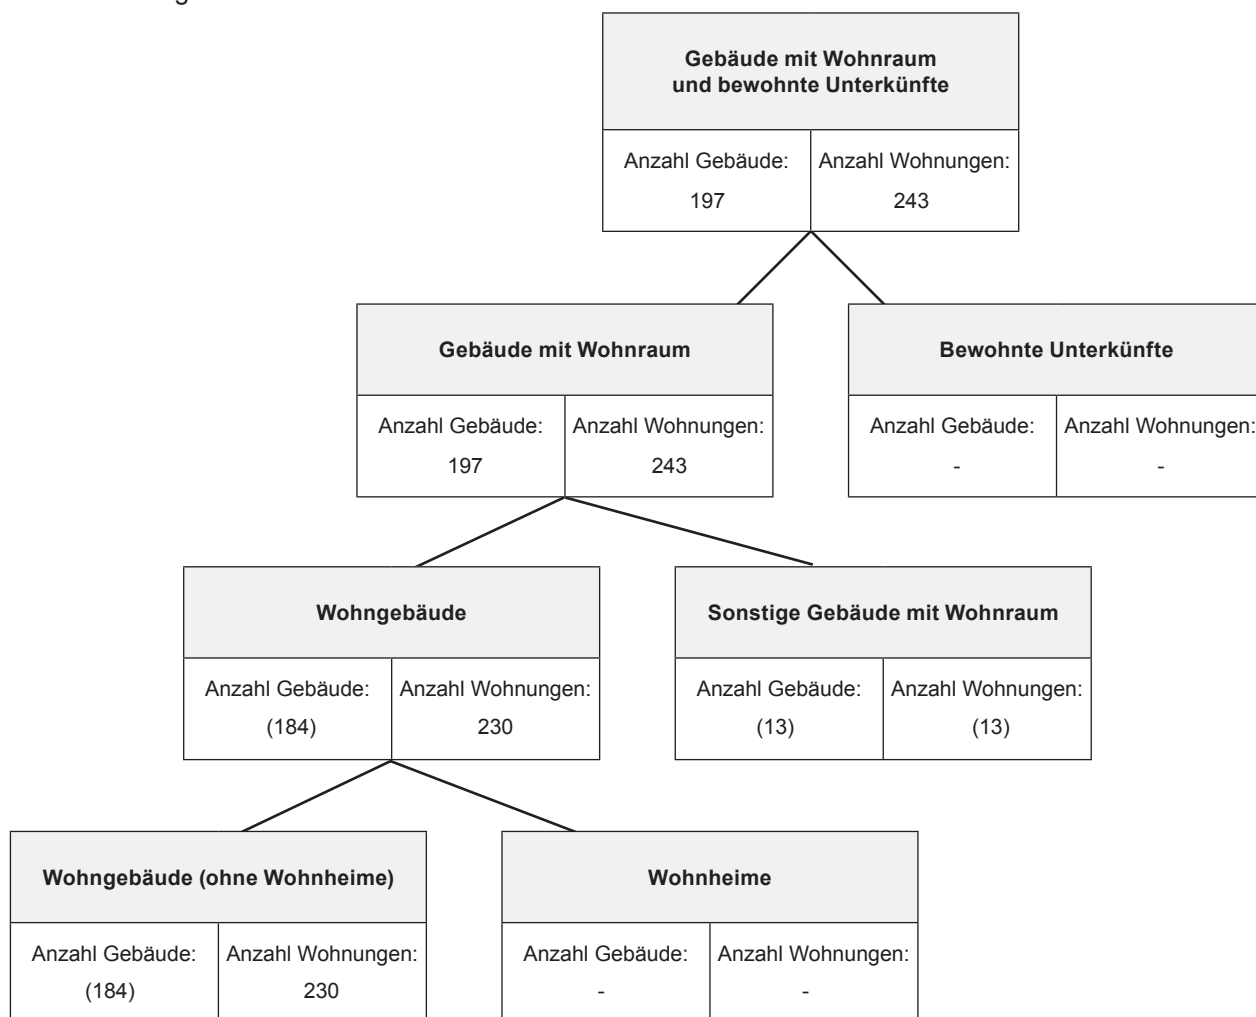 Gebäude mit Wohnraum
und bewohnte Unterkünfte
Anzahl Gebäude: Anzahl Wohnungen:
197 243
Gebäude mit Wohnraum
Bewohnte Unterkünfte
Anzahl Gebäude: Anzahl Wohnungen:
197 243
Anzahl Gebäude: Anzahl Wohnungen:
- -
Wohngebäude
Sonstige Gebäude mit Wohnraum
Anzahl Gebäude: Anzahl Wohnungen:
(184) 230
Anzahl Gebäude: Anzahl Wohnungen:
(13) (13)
Wohngebäude (ohne Wohnheime)
Wohnheime
Anzahl Gebäude: Anzahl Wohnungen:
(184) 230
Anzahl Gebäude: Anzahl Wohnungen:
- -